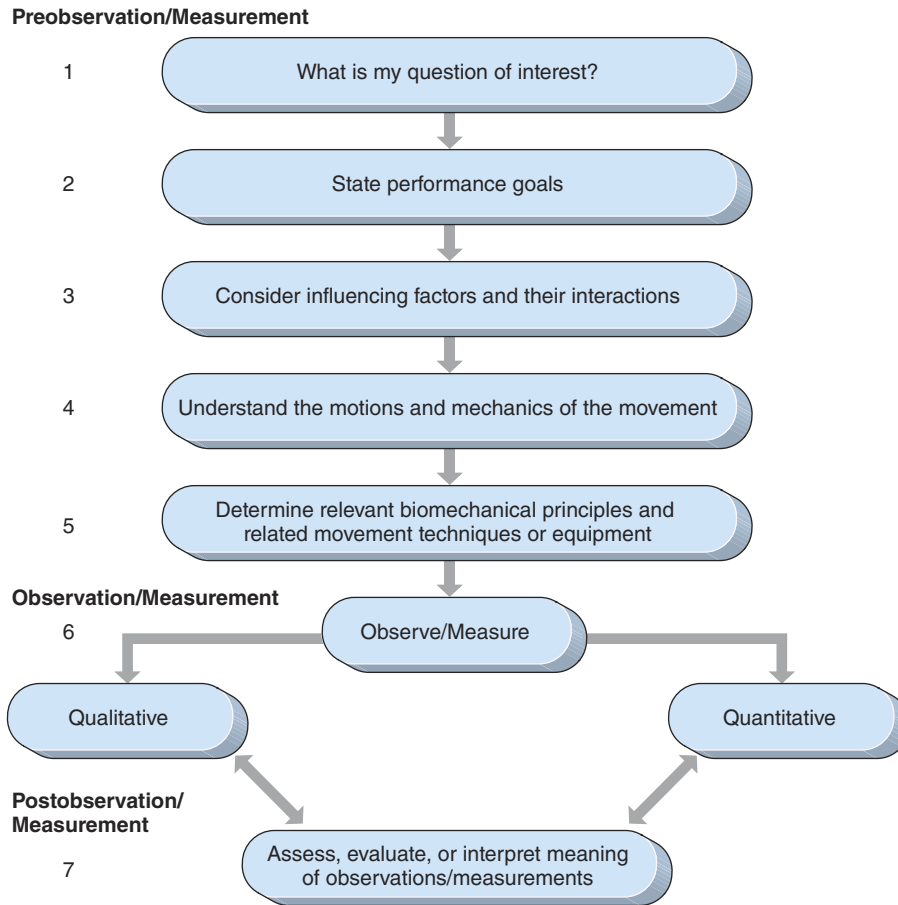 Preobservation/Measurement
1
What is my question of interest?
2
State performance goals
3
Consider influencing factors and their interactions
4
Understand the motions and mechanics of the movement
5
Determine relevant biomechanical principles and
related movement techniques or equipment
Observation/Measurement
6
Observe/Measure
Qualitative
Quantitative
Postobservation/
Measurement
7
Assess, evaluate, or interpret meaning
of observations/measurements